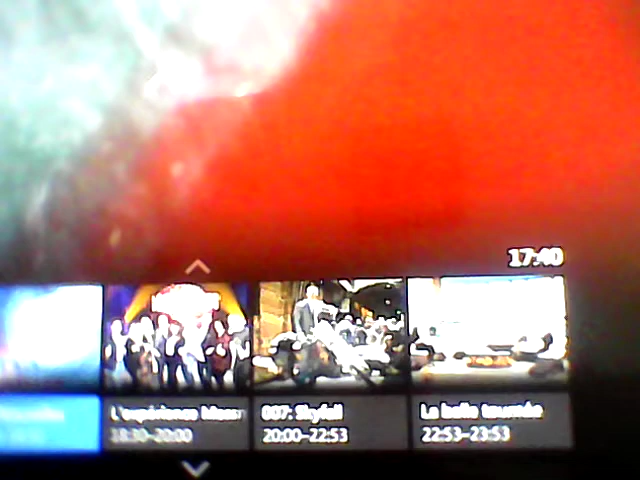 17:40
L'expérience
18:30-20:00
007: Skyfall
20:00-22:53
La belle tournée
22:53-23:53